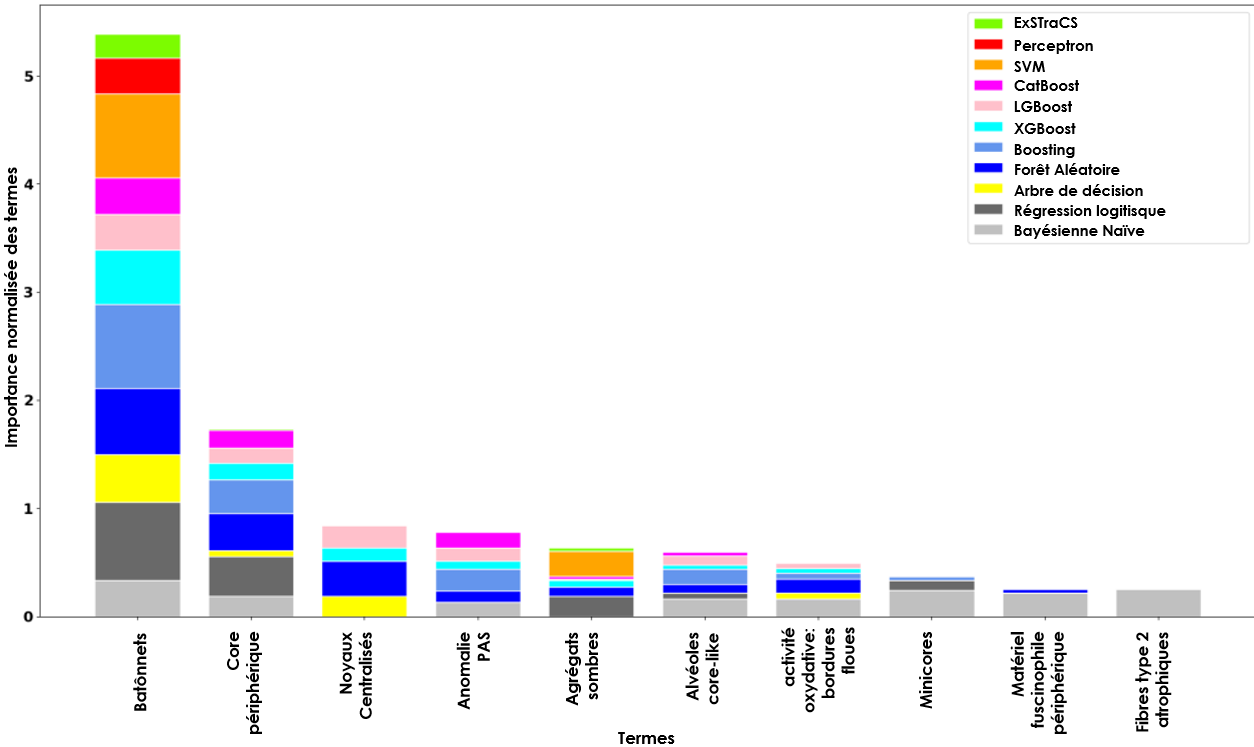 ExSTraCS
Perceptron
SVM
CatBoost
LGBoost
XGBoost
Boosting
Forêt Aléatoire
Arbre de décision
Régression logitisque
Bayésienne Naïve
Importance normalisée des termes
5
4
3
2
1
0
Batônnets
Core
périphérique
Noyaux
Centralisés
Anomalie
PAS
Agrégats
sombres
Alvéoles
core-like
activité
oxydative:
bordures
floues
Minicores
Matériel
fuscinophile
périphérique
Fibres type 2
atrophiques
Termes